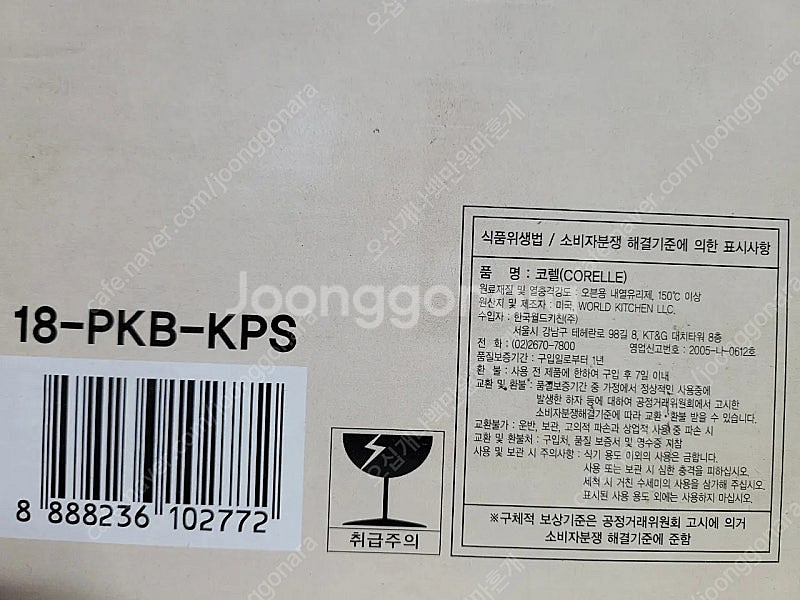 18-PKB-KPS
8 888236 102772
취급주의
식품위생법 / 소비자분쟁 해결기준에 의한 표시사항
품 명 : 코렐(CORELLE)
원료재질 및 열충격강도 : 오븐용 내열유리제, 150℃ 이상
원산지 및 제조자 : 미국, WORLD KITCHEN LLC.
수입자 : 한국월드키친(주)
서울시 강남구 테헤란로 98길 8, KT&G 대치타워 8층
전 화 : (02)2670-7800 영업신고번호 : 2005-나-0612호
품질보증기간 : 구입일로부터 1년
환 불 : 사용 전 제품에 한하여 구입 후 7일 이내
교환 및 환불 : 품질보증기간 중 가정에서 정상적인 사용중에
발생한 하자 등에 대하여 공정거래위원회에서 고시한
소비자분쟁해결기준에 따라 교환·환불 받을 수 있습니다.
교환불가 : 운반, 보관, 고의적 파손과 상업적 사용 중 파손 시
교환 및 환불처 : 구입처, 품질 보증서 및 영수증 지참
사용 및 보관 시 주의사항 : 식기 용도 이외의 사용은 금합니다.
사용 또는 보관 시 심한 충격을 피하십시오.
세척 시 거친 수세미의 사용을 삼가해 주십시오.
표시된 사용 용도 외에는 사용하지 마십시오.
※구체적 보상기준은 공정거래위원회 고시에 의거
소비자분쟁 해결기준에 준함
Joonggo
cafe.naver.com/joonggonara
오십개나백만원마흔개